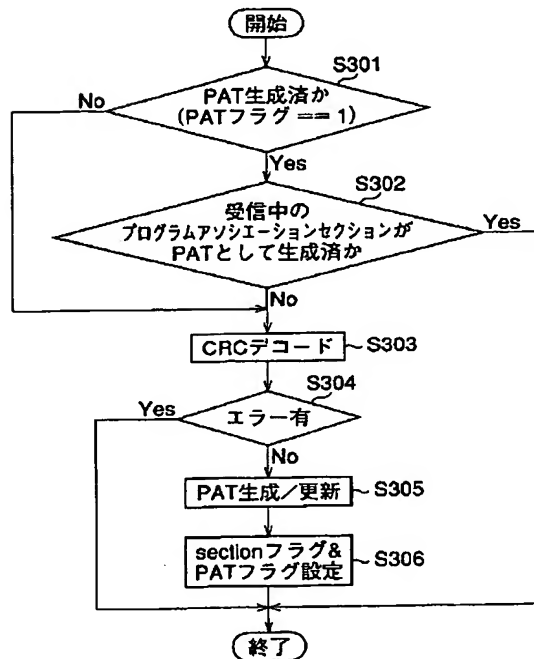 開始
S301
PAT生成済か
(PATフラグ == 1)
No
Yes
S302
受信中の
プログラムアソシエーションセクションが
PATとして生成済か
Yes
No
CRCデコード
S303
S304
エラー有
Yes
No
PAT生成/更新
S305
sectionフラグ&
PATフラグ設定
S306
終了